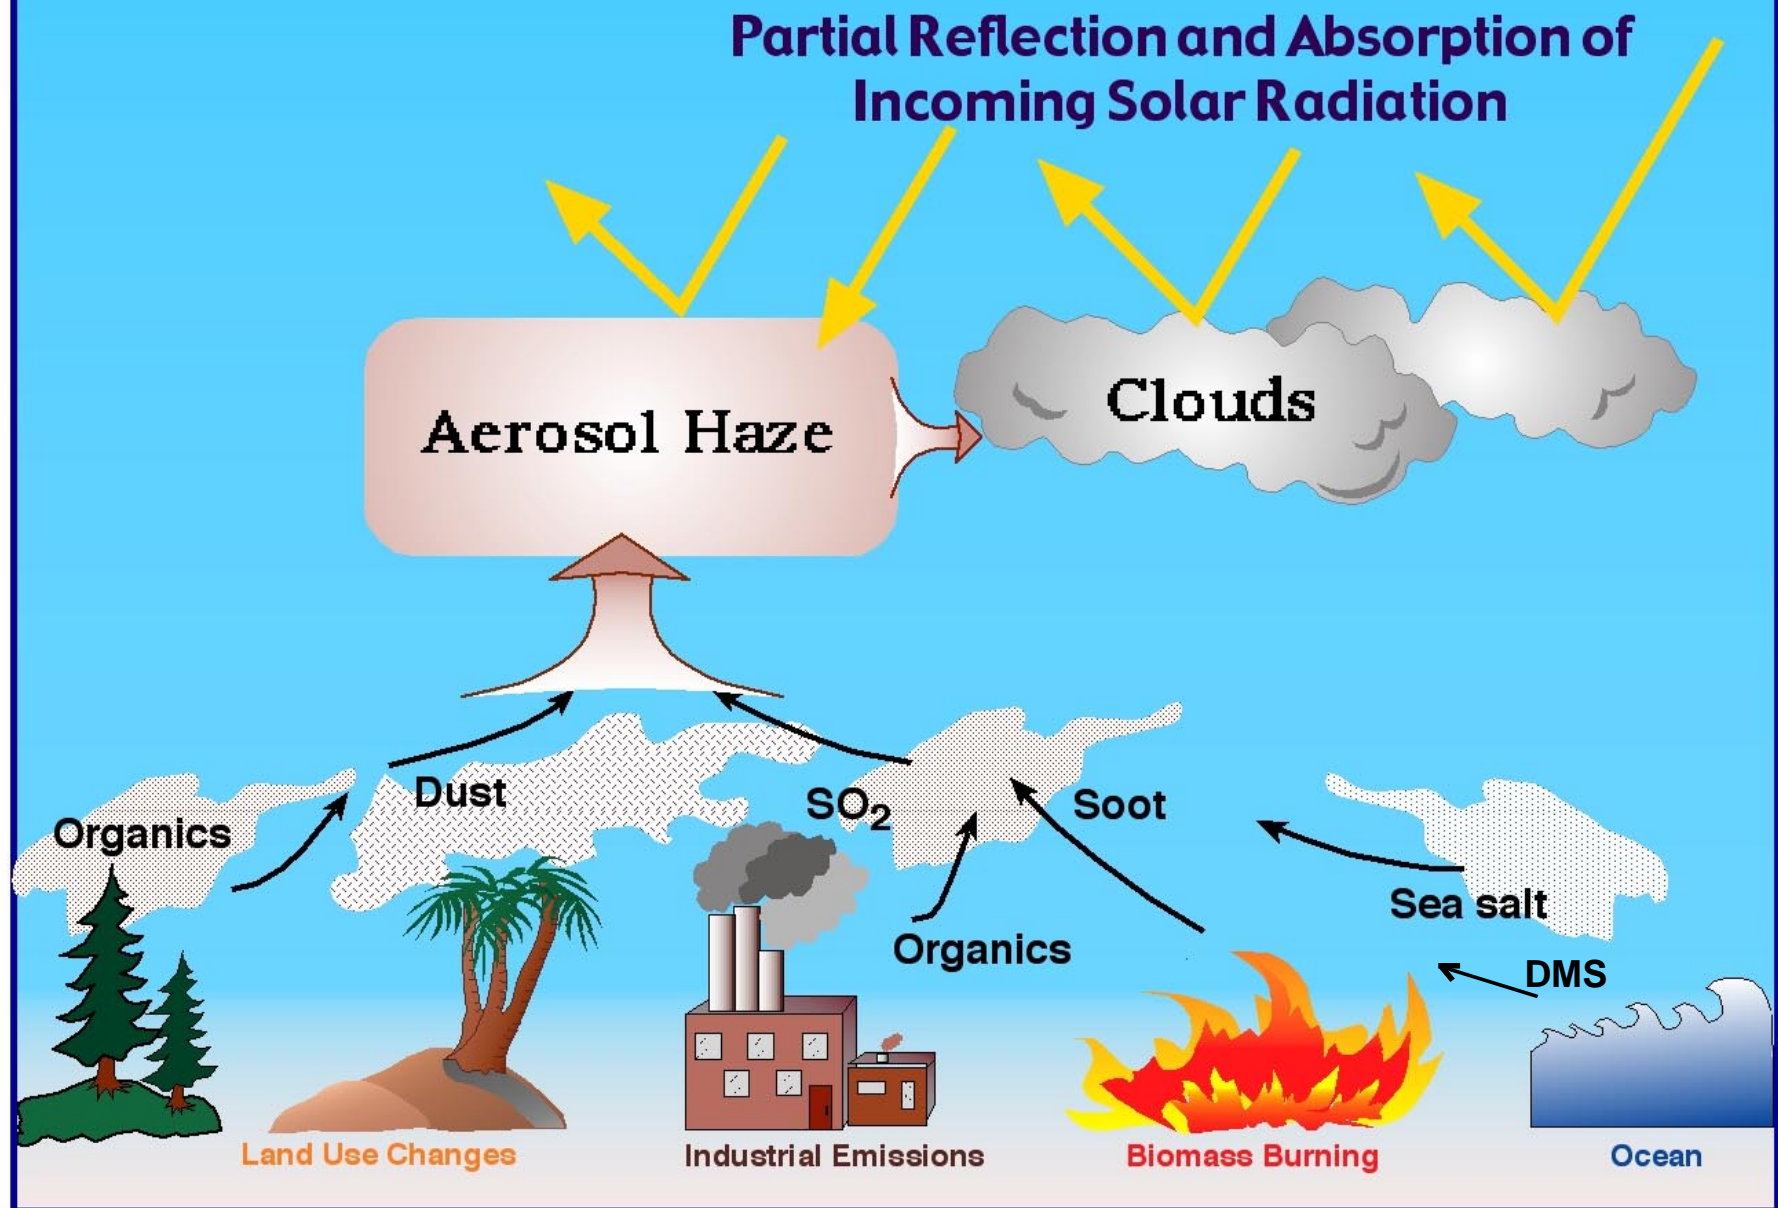 Partial Reflection and Absorption of
Incoming Solar Radiation
Aerosol Haze
Clouds
Organics
Dust
SO2
Soot
Organics
Sea salt
DMS
Land Use Changes
Industrial Emissions
Biomass Burning
Ocean